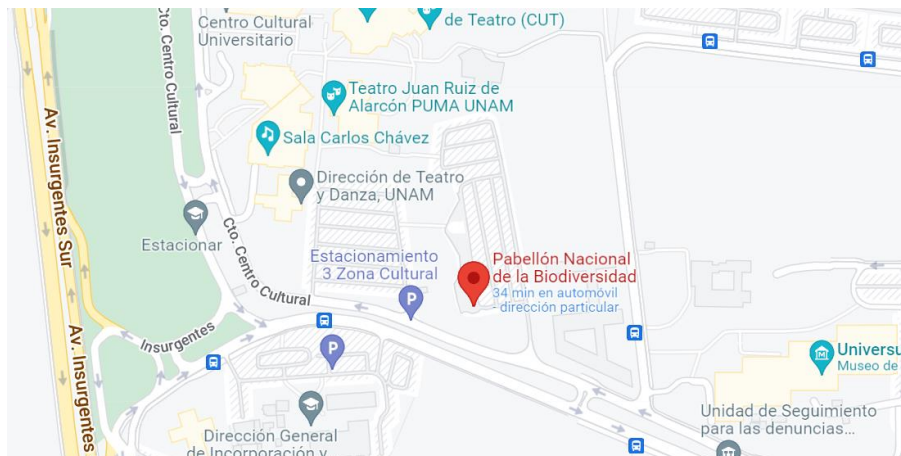 Centro Cultural
Universitario
de Teatro (CUT)
Cto. Centro Cultural
Av. Insurgentes Sur
Teatro Juan Ruiz de
Alarcón PUMA UNAM
Sala Carlos Chávez
Dirección de Teatro
y Danza, UNAM
Estacionar
Cto. Centro Cultural
Estacionamiento
3 Zona Cultural
P
Pabellón Nacional
de la Biodiversidad
34 min en automóvil
dirección particular
Insurgentes
P
Av. Insurgentes
Universu
Museo de
Unidad de Seguimiento
para las denuncias...
Dirección General
de Incorporación y